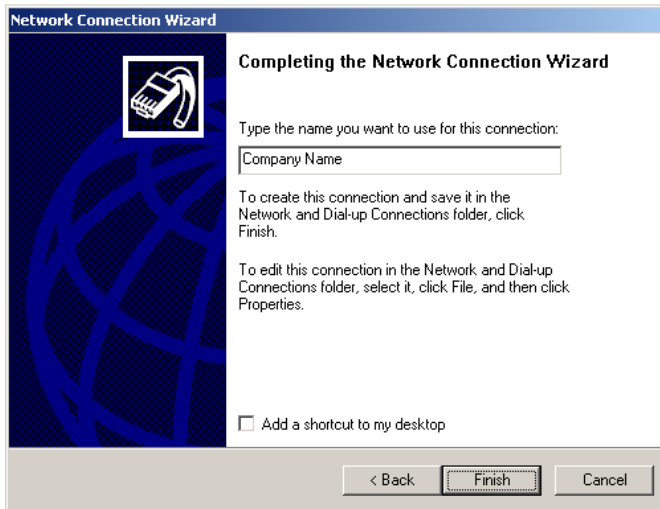 Network Connection Wizard
Completing the Network Connection Wizard
Type the name you want to use for this connection:
Company Name
To create this connection and save it in the
Network and Dial-up Connections folder, click
Finish.
To edit this connection in the Network and Dial-up
Connections folder, select it, click File, and then click
Properties.
Add a shortcut to my desktop
< Back Finish Cancel